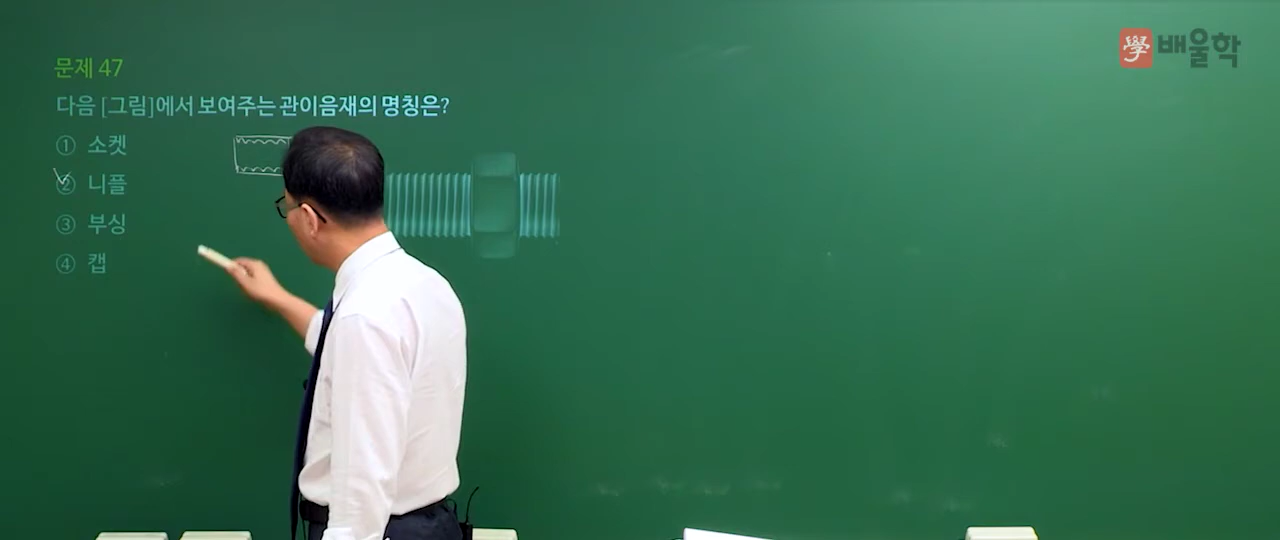 문제 47
學 배울학
다음 [그림]에서 보여주는 관이음재의 명칭은?
① 소켓
② 니플
③ 부싱
④ 캡